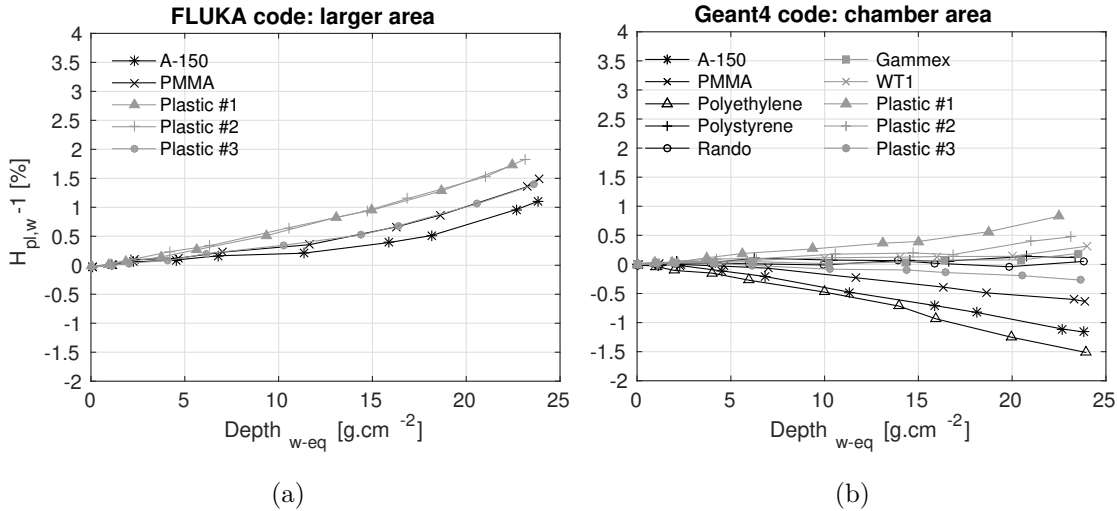 FLUKA code: larger area
4
3.5
3
2.5
2
1.5
1
0.5
0
-0.5
-1
-1.5
-2
H pl,w -1 [%]
A-150
PMMA
Plastic #1
Plastic #2
Plastic #3
0 5 10 15 20 25
Depth w-eq [g.cm -2]
(a)
Geant4 code: chamber area
4
3.5
3
2.5
2
1.5
1
0.5
0
-0.5
-1
-1.5
-2
A-150
PMMA
Polyethylene
Polystyrene
Rando
Gammex
WT1
Plastic #1
Plastic #2
Plastic #3
0 5 10 15 20 25
Depth w-eq [g.cm -2]
(b)